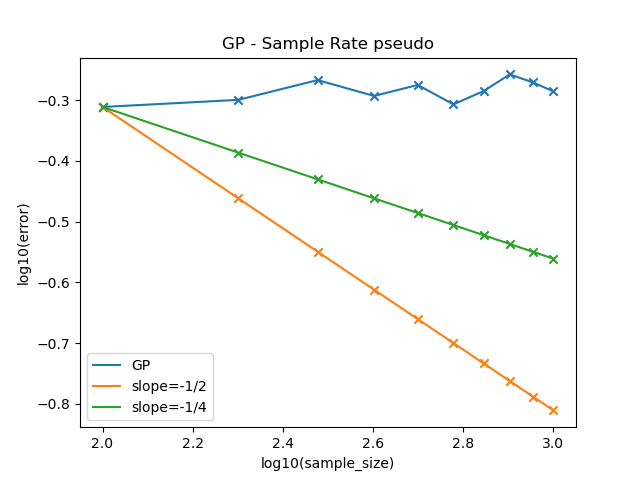 GP - Sample Rate pseudo
log10(error)
−0.3
−0.4
−0.5
−0.6
−0.7
−0.8
GP
slope=-1/2
slope=-1/4
2.0 2.2 2.4 2.6 2.8 3.0
log10(sample_size)